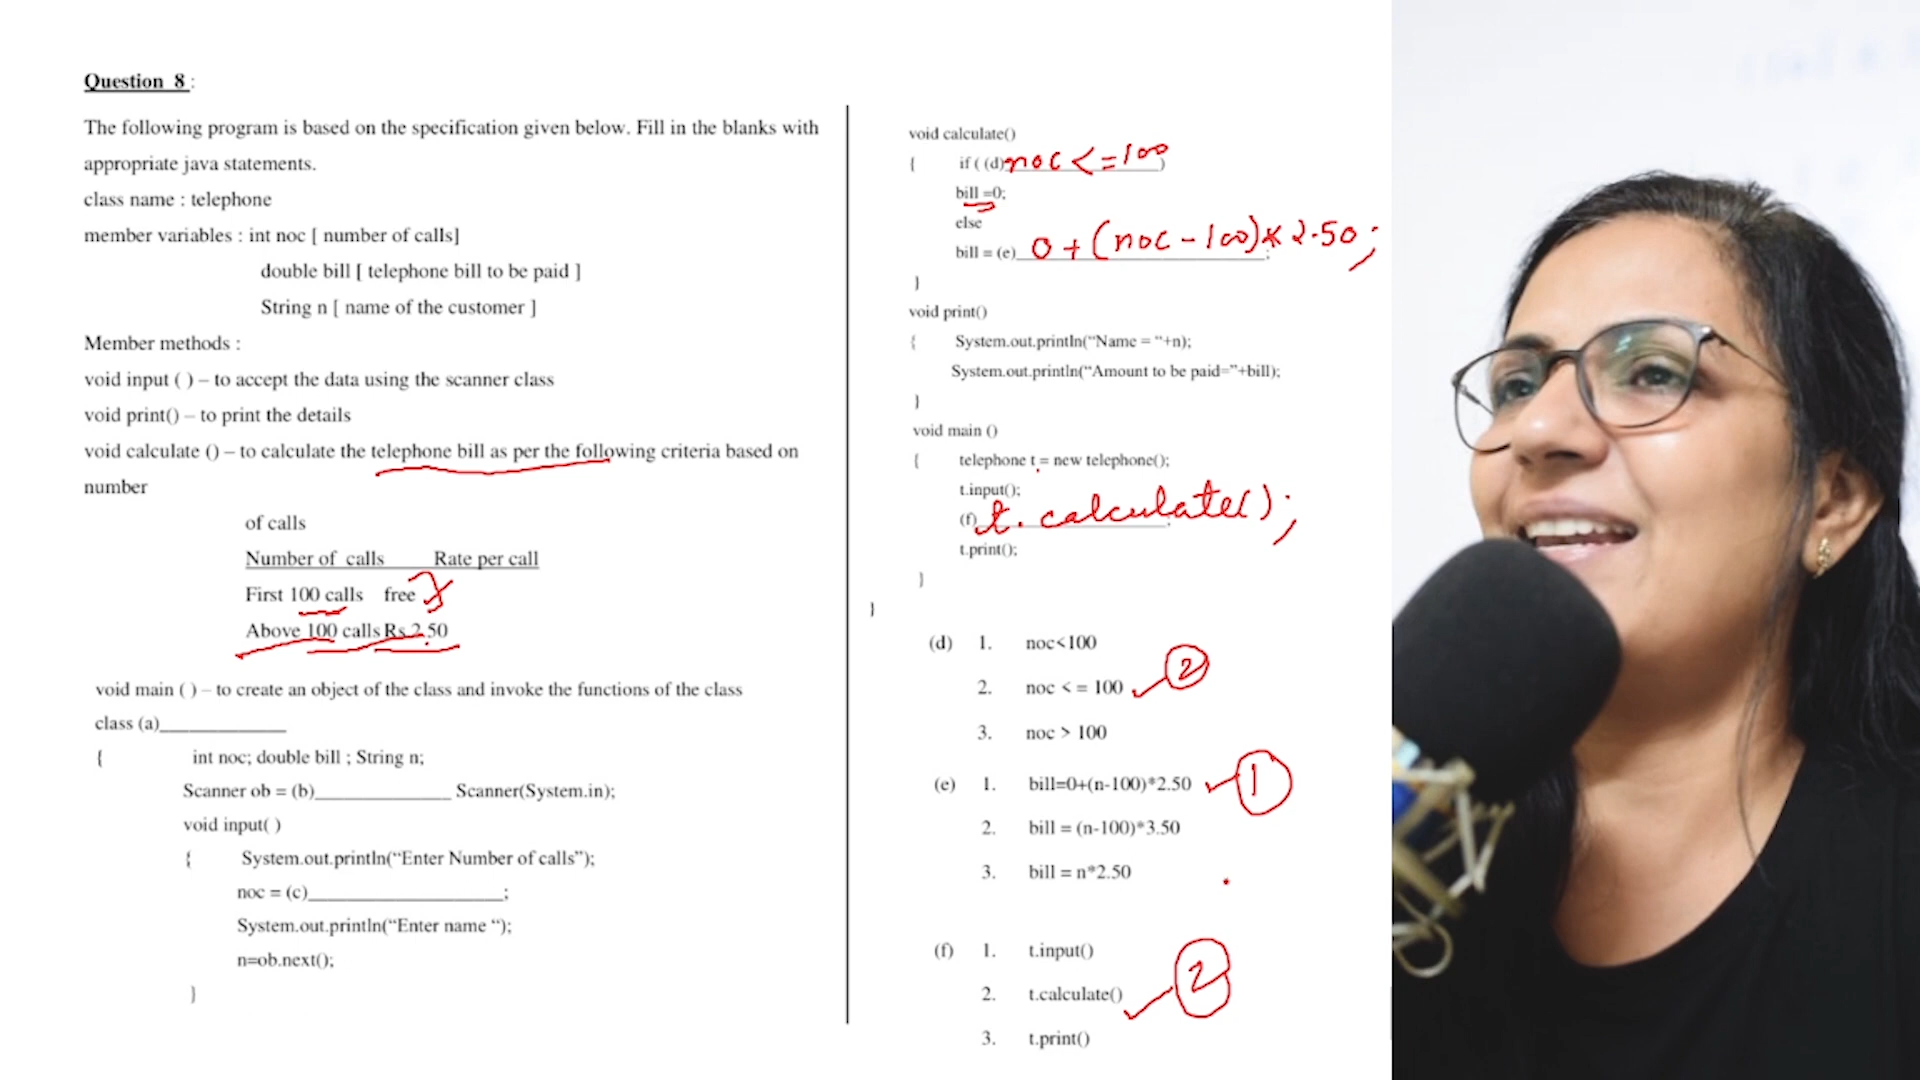 Question 8 :
The following program is based on the specification given below. Fill in the blanks with
appropriate java statements.
class name : telephone
member variables : int noc [ number of calls]
double bill [ telephone bill to be paid ]
String n [ name of the customer ]
Member methods :
void input ( ) – to accept the data using the scanner class
void print() – to print the details
void calculate () – to calculate the telephone bill as per the following criteria based on
number
of calls
Number of calls Rate per call
First 100 calls free
Above 100 calls Rs 2.50
void main ( ) – to create an object of the class and invoke the functions of the class
class (a)______________
{ int noc; double bill ; String n;
Scanner ob = (b)______________ Scanner(System.in);
void input( )
{ System.out.println(“Enter Number of calls”);
noc = (c)____________________;
System.out.println(“Enter name “);
n=ob.next();
}
void calculate()
{ if ( (d) noc <= 100 )
bill =0;
else
bill = (e) 0 + (noc - 100) * 2.50 ;
}
void print()
{ System.out.println(“Name = “+n);
System.out.println(“Amount to be paid=”+bill);
}
void main ()
{ telephone t = new telephone();
t.input();
(f) t. calculate() ;
t.print();
}
}
(d) 1. noc<100
2. noc < = 100 2
3. noc > 100
(e) 1. bill=0+(n-100)*2.50 1
2. bill = (n-100)*3.50
3. bill = n*2.50
(f) 1. t.input()
2. t.calculate() 2
3. t.print()